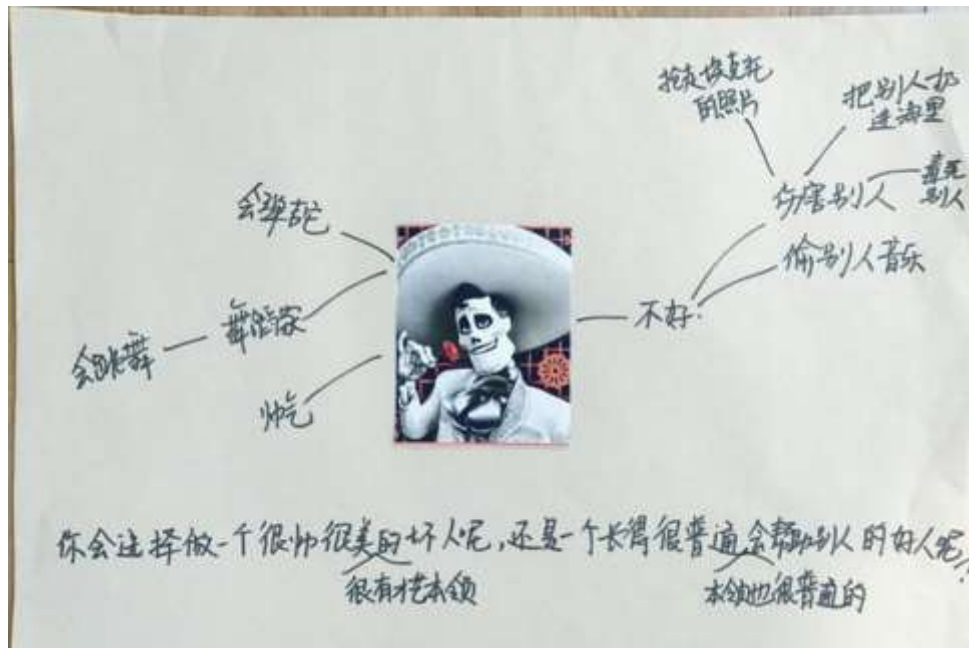 抢走埃克托
的照片
把别人扔
进海里
伤害别人
毒死
别人
会弹吉它
偷别人音乐
舞蹈家
不好:
会跳舞
帅气
你会选择做一个很帅很美的坏人呢,还是一个长得很普通会帮助别人的好人呢!
很有才艺本领
本领也很普通的